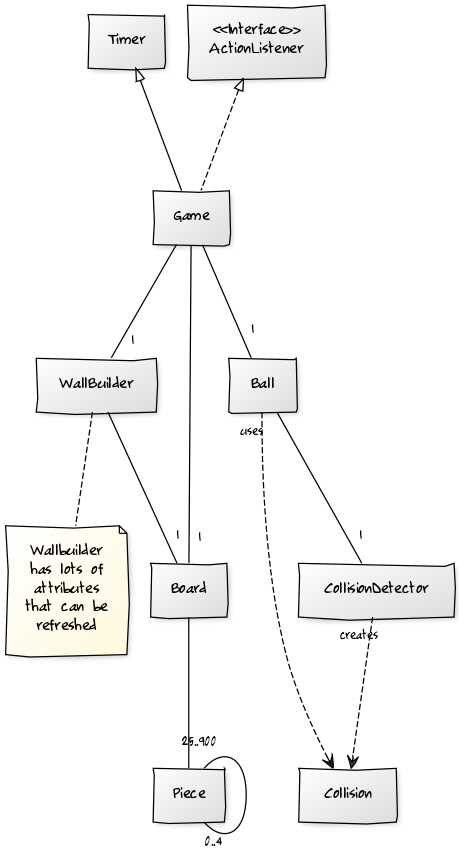 Timer
<<Interface>>
ActionListener
Game
1
1
WallBuilder
Ball
uses
1
1
1
Wallbuilder
has lots of
attributes
that can be
refreshed
Board
CollisionDetector
creates
25..900
Piece
Collision
0..4